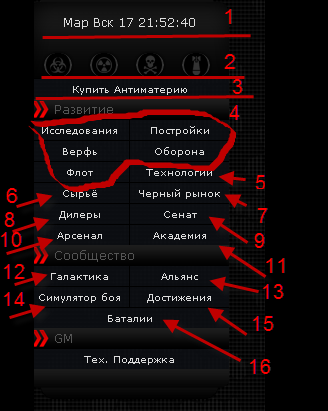 Мар Вск 17 21:52:40 1
2
Купить Антиматерию 3
Развитие 4
Исследования Постройки
Верфь Оборона
Флот Технологии 5
6 Сырьё Чёрный рынок 7
8 Дилеры Сенат 9
10 Арсенал Академия 11
Сообщество
12 Галактика Альянс 13
14 Симулятор боя Достижения 15
Баталии 16
GM
Тех. Поддержка